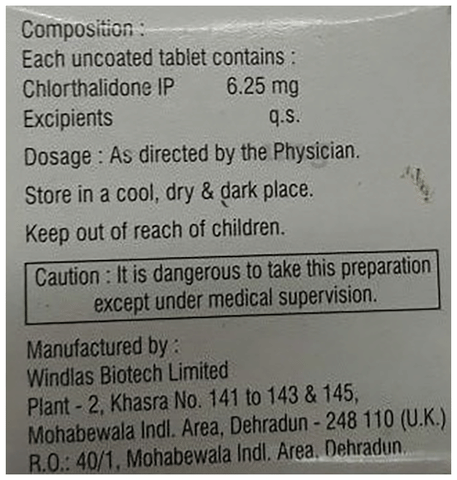 Composition :
Each uncoated tablet contains :
Chlorthalidone IP 6.25 mg
Excipients q.s.
Dosage : As directed by the Physician.
Store in a cool, dry & dark place.
Keep out of reach of children.
Caution : It is dangerous to take this preparation
except under medical supervision.
Manufactured by :
Windlas Biotech Limited
Plant - 2, Khasra No. 141 to 143 & 145,
Mohabewala Indl. Area, Dehradun - 248 110 (U.K.)
R.O.: 40/1, Mohabewala Indl. Area, Dehradun.